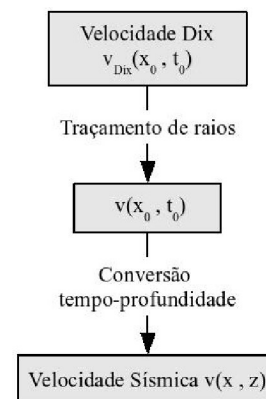 Velocidade Dix
v_Dix(x_0 , t_0)
Traçamento de raios
v(x_0 , t_0)
Conversão
tempo-profundidade
Velocidade Sísmica v(x , z)